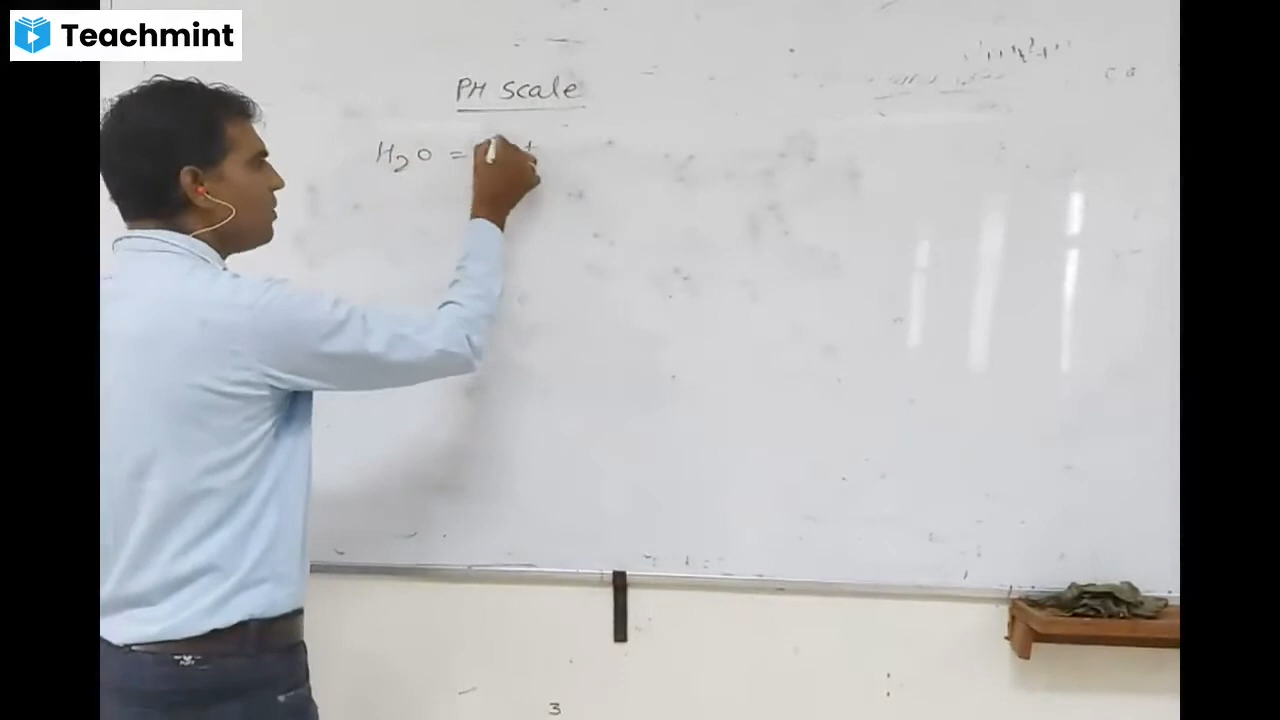 Teachmint
PH scale
H2O = +
3